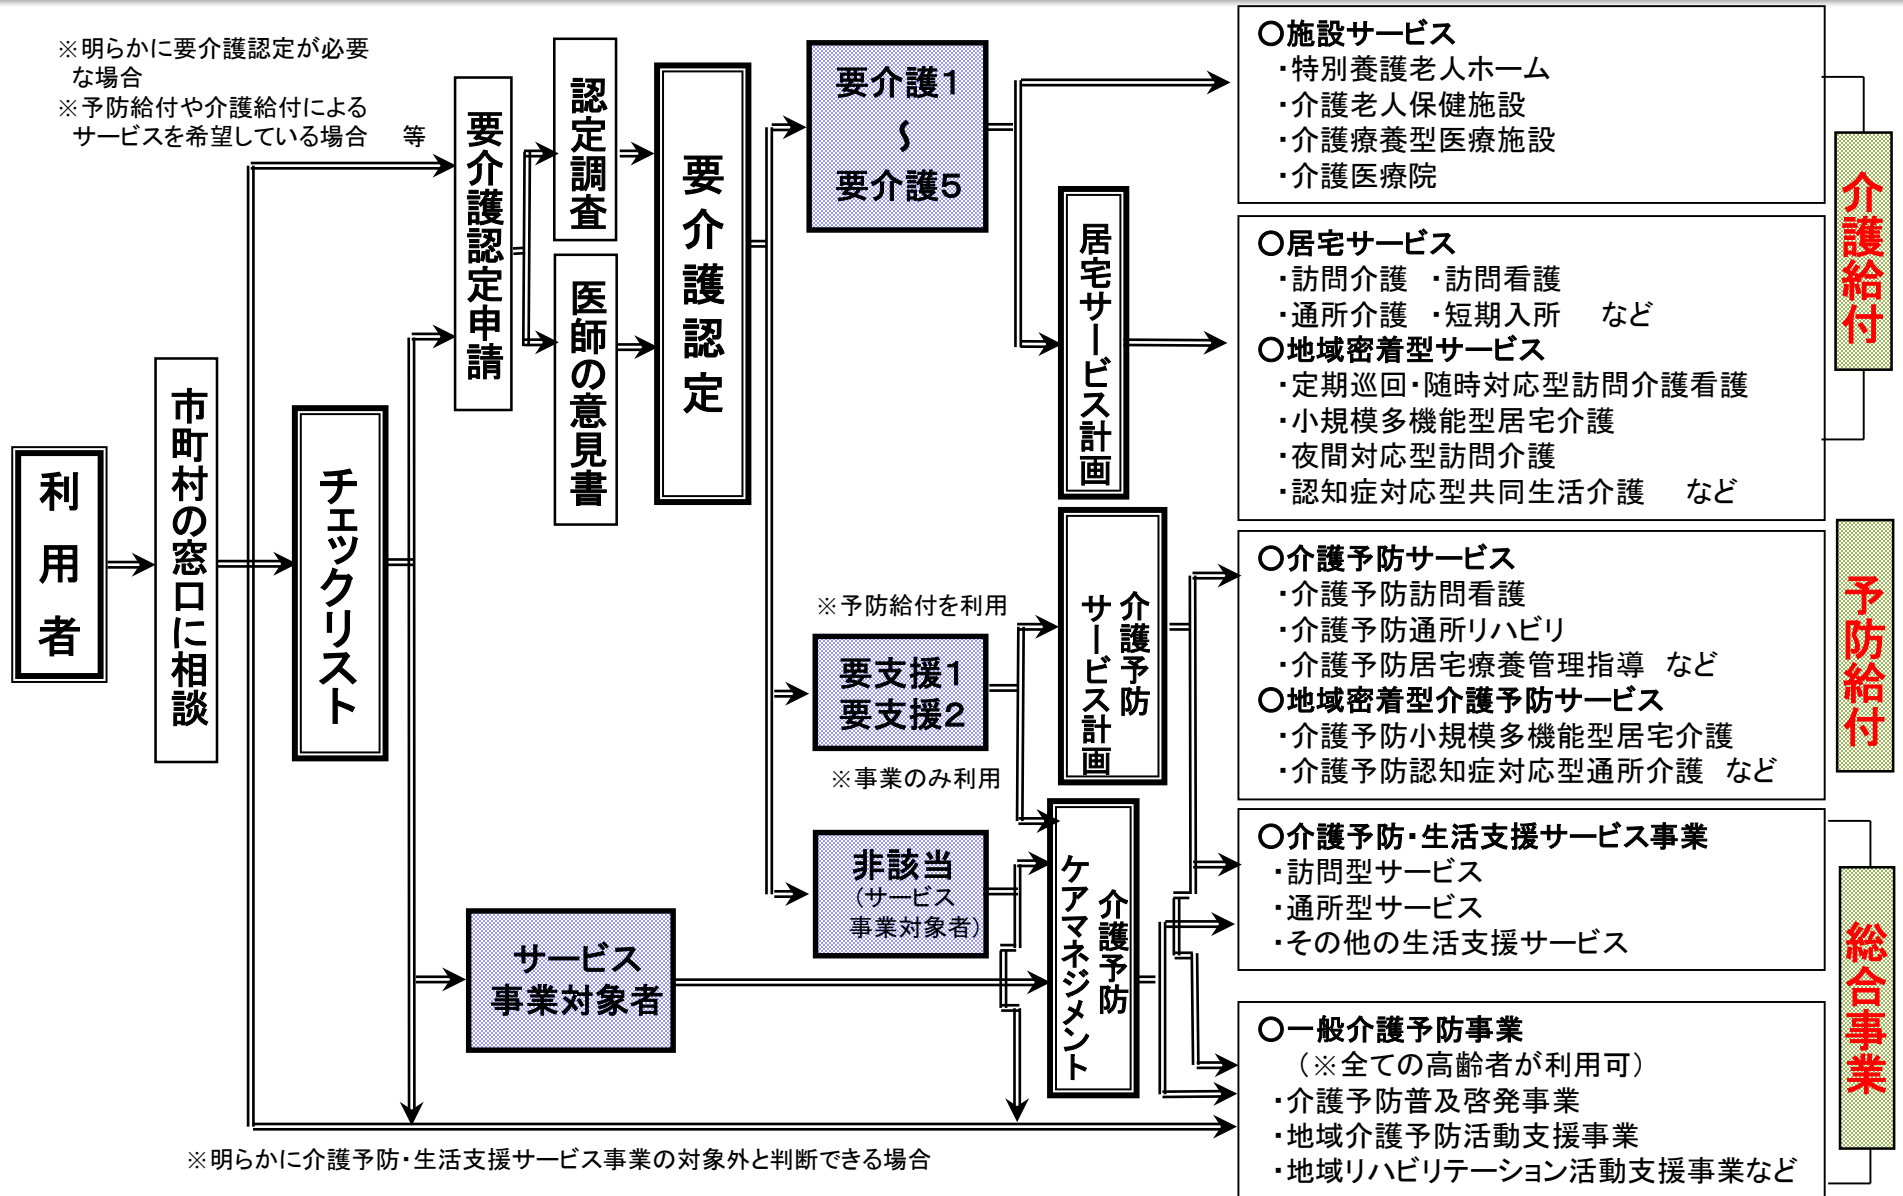 ※明らかに要介護認定が必要
な場合
※予防給付や介護給付による
サービスを希望している場合　等
利用者
市町村の窓口に相談
チェックリスト
要介護認定申請
認定調査
医師の意見書
要介護認定
要介護1
～
要介護5
※予防給付を利用
要支援1
要支援2
※事業のみ利用
非該当
(サービス
事業対象者)
サービス
事業対象者
居宅サービス計画
介護予防
サービス計画
介護予防
ケアマネジメント
○施設サービス
・特別養護老人ホーム
・介護老人保健施設
・介護療養型医療施設
・介護医療院
○居宅サービス
・訪問介護　・訪問看護
・通所介護　・短期入所　など
○地域密着型サービス
・定期巡回・随時対応型訪問介護看護
・小規模多機能型居宅介護
・夜間対応型訪問介護
・認知症対応型共同生活介護　など
○介護予防サービス
・介護予防訪問看護
・介護予防通所リハビリ
・介護予防居宅療養管理指導　など
○地域密着型介護予防サービス
・介護予防小規模多機能型居宅介護
・介護予防認知症対応型通所介護　など
○介護予防・生活支援サービス事業
・訪問型サービス
・通所型サービス
・その他の生活支援サービス
○一般介護予防事業
（※全ての高齢者が利用可）
・介護予防普及啓発事業
・地域介護予防活動支援事業
・地域リハビリテーション活動支援事業など
介護給付
予防給付
総合事業
※明らかに介護予防・生活支援サービス事業の対象外と判断できる場合